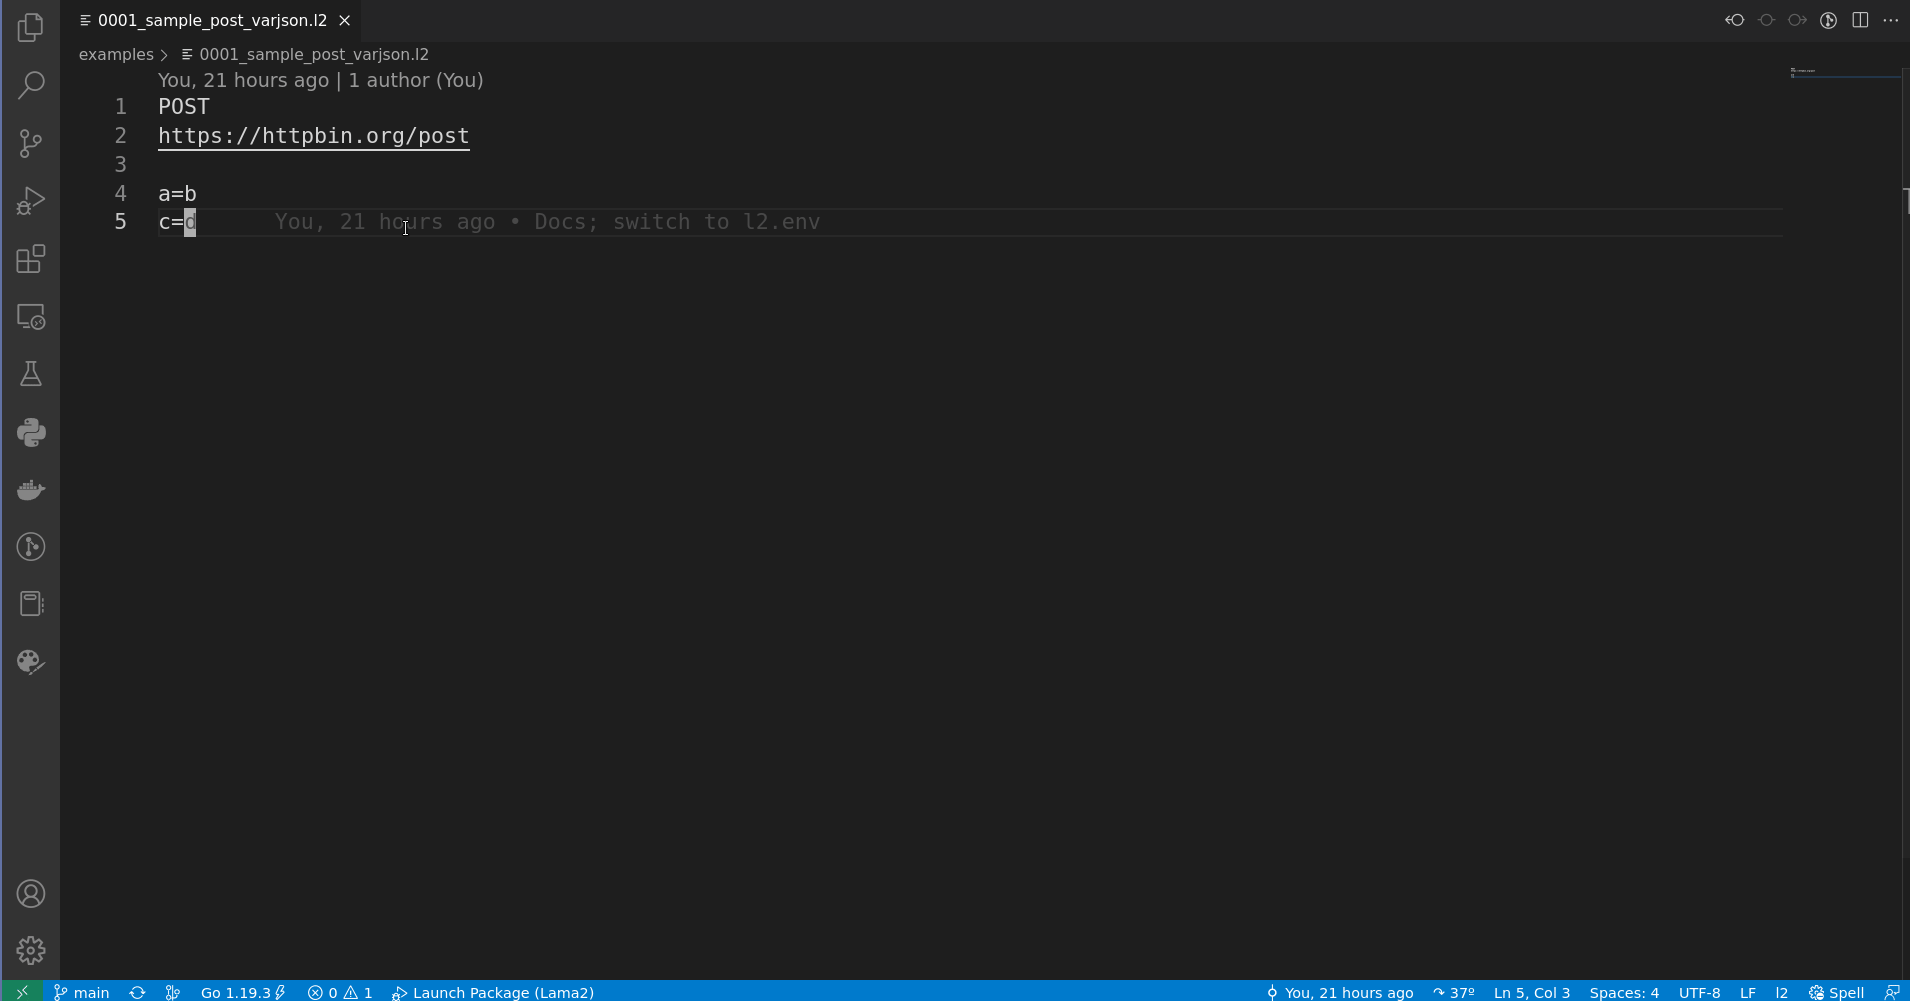 0001_sample_post_varjson.l2
examples > 0001_sample_post_varjson.l2
You, 21 hours ago | 1 author (You)
1 POST
2 https://httpbin.org/post
3
4 a=b
5 c=d You, 21 hours ago • Docs; switch to l2.env
main Go 1.19.3 0 1 Launch Package (Lama2) You, 21 hours ago 37º Ln 5, Col 3 Spaces: 4 UTF-8 LF l2 Spell